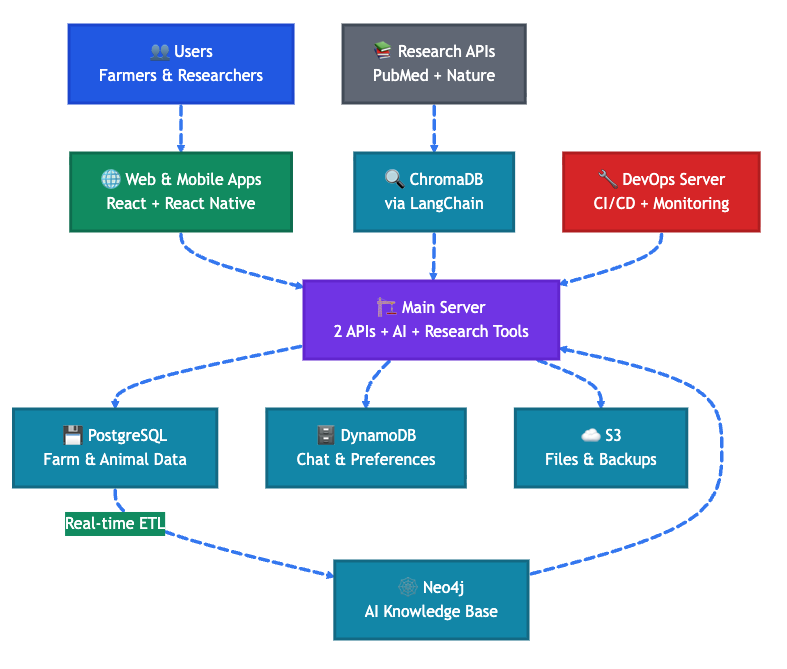 👥 Users
Farmers & Researchers
📚 Research APIs
PubMed + Nature
🌐 Web & Mobile Apps
React + React Native
🔍 ChromaDB
via LangChain
🔧 DevOps Server
CI/CD + Monitoring
🏗️ Main Server
2 APIs + AI + Research Tools
💾 PostgreSQL
Farm & Animal Data
🗄️ DynamoDB
Chat & Preferences
☁️ S3
Files & Backups
Real-time ETL
🕸️ Neo4j
AI Knowledge Base